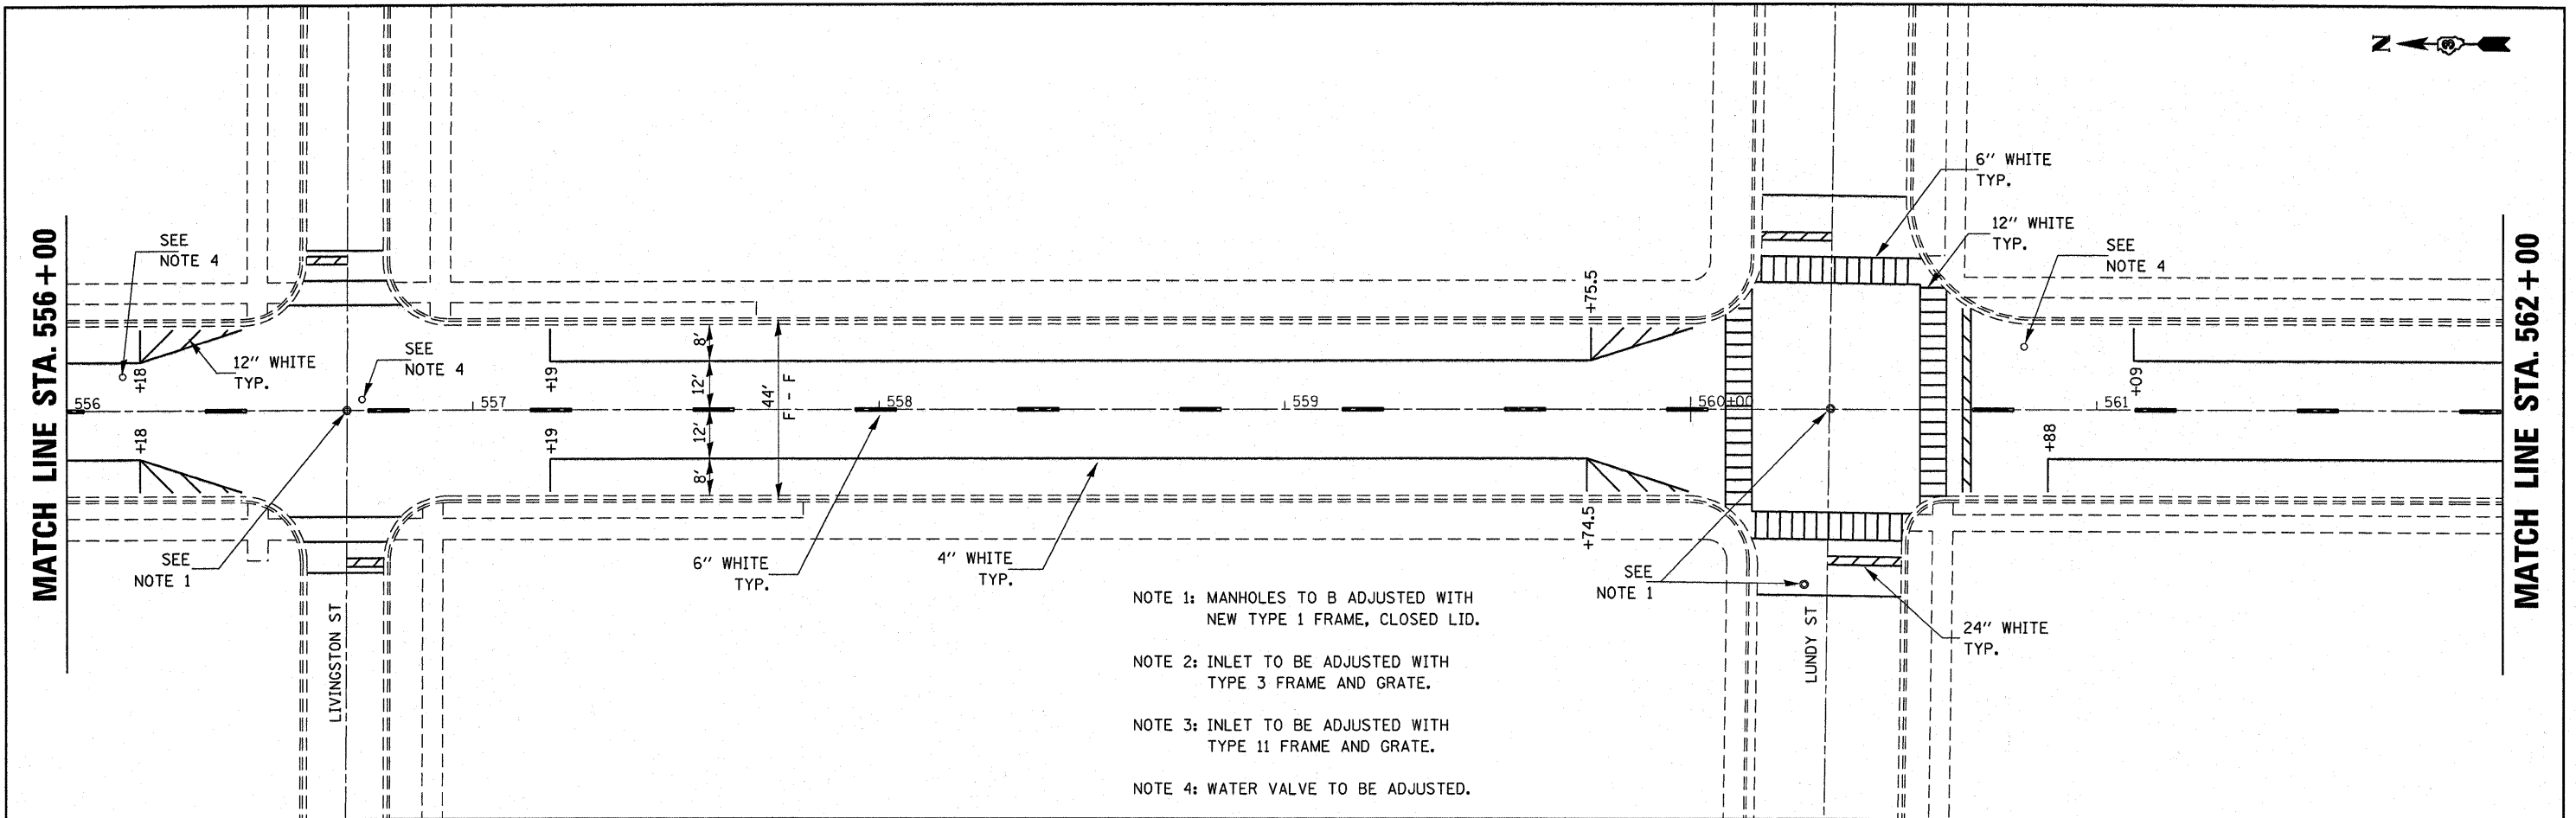 N
6" WHITE
TYP.
12" WHITE
TYP.
SEE
NOTE 4
SEE
NOTE 4
MATCH LINE STA. 556+00
MATCH LINE STA. 562+00
+75.5
12" WHITE
TYP.
SEE
NOTE 4
+18
+19
8'
12'
44'
F - F
+09
556
557
558
559
560+00
561
+18
+19
12'
8'
+88
+74.5
SEE
NOTE 1
6" WHITE
TYP.
4" WHITE
TYP.
SEE
NOTE 1
24" WHITE
TYP.
LIVINGSTON ST
LUNDY ST
NOTE 1: MANHOLES TO B ADJUSTED WITH
NEW TYPE 1 FRAME, CLOSED LID.
NOTE 2: INLET TO BE ADJUSTED WITH
TYPE 3 FRAME AND GRATE.
NOTE 3: INLET TO BE ADJUSTED WITH
TYPE 11 FRAME AND GRATE.
NOTE 4: WATER VALVE TO BE ADJUSTED.